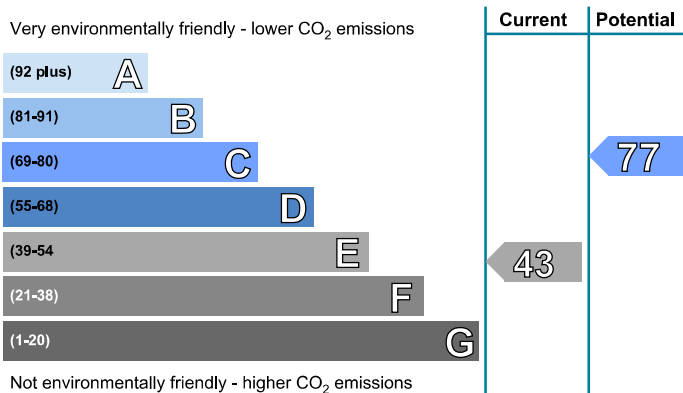 Very environmentally friendly - lower CO₂ emissions
Current
Potential
(92 plus) A
(81-91) B
(69-80) C
77
(55-68) D
(39-54 E
43
(21-38) F
(1-20) G
Not environmentally friendly - higher CO₂ emissions